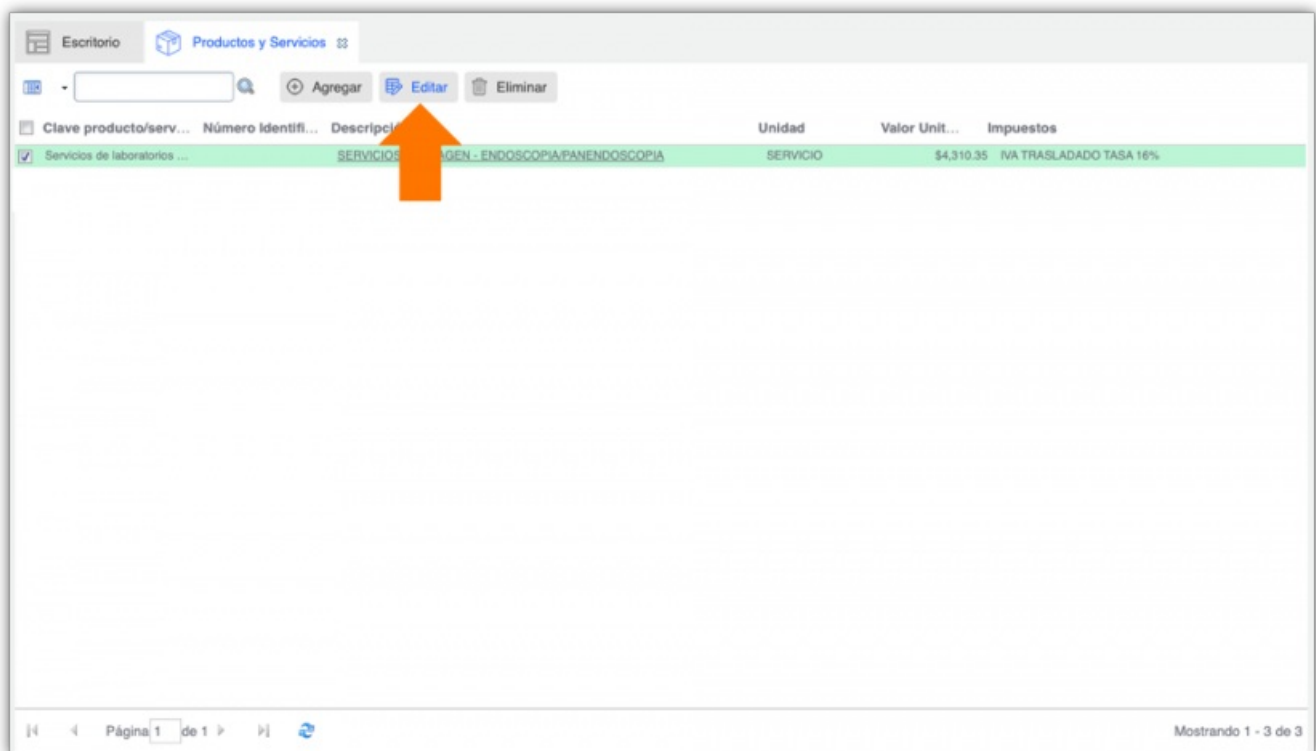 Escritorio Productos y Servicios
Agregar Editar Eliminar
Clave producto/serv... Número Identifi... Descripció Unidad Valor Unit... Impuestos
Servicios de laboratorios ... SERVICIOS AGEN - ENDOSCOPIA/PANENDOSCOPIA SERVICIO $4,310.35 IVA TRASLADADO TASA 16%
Página 1 de 1 Mostrando 1 - 3 de 3